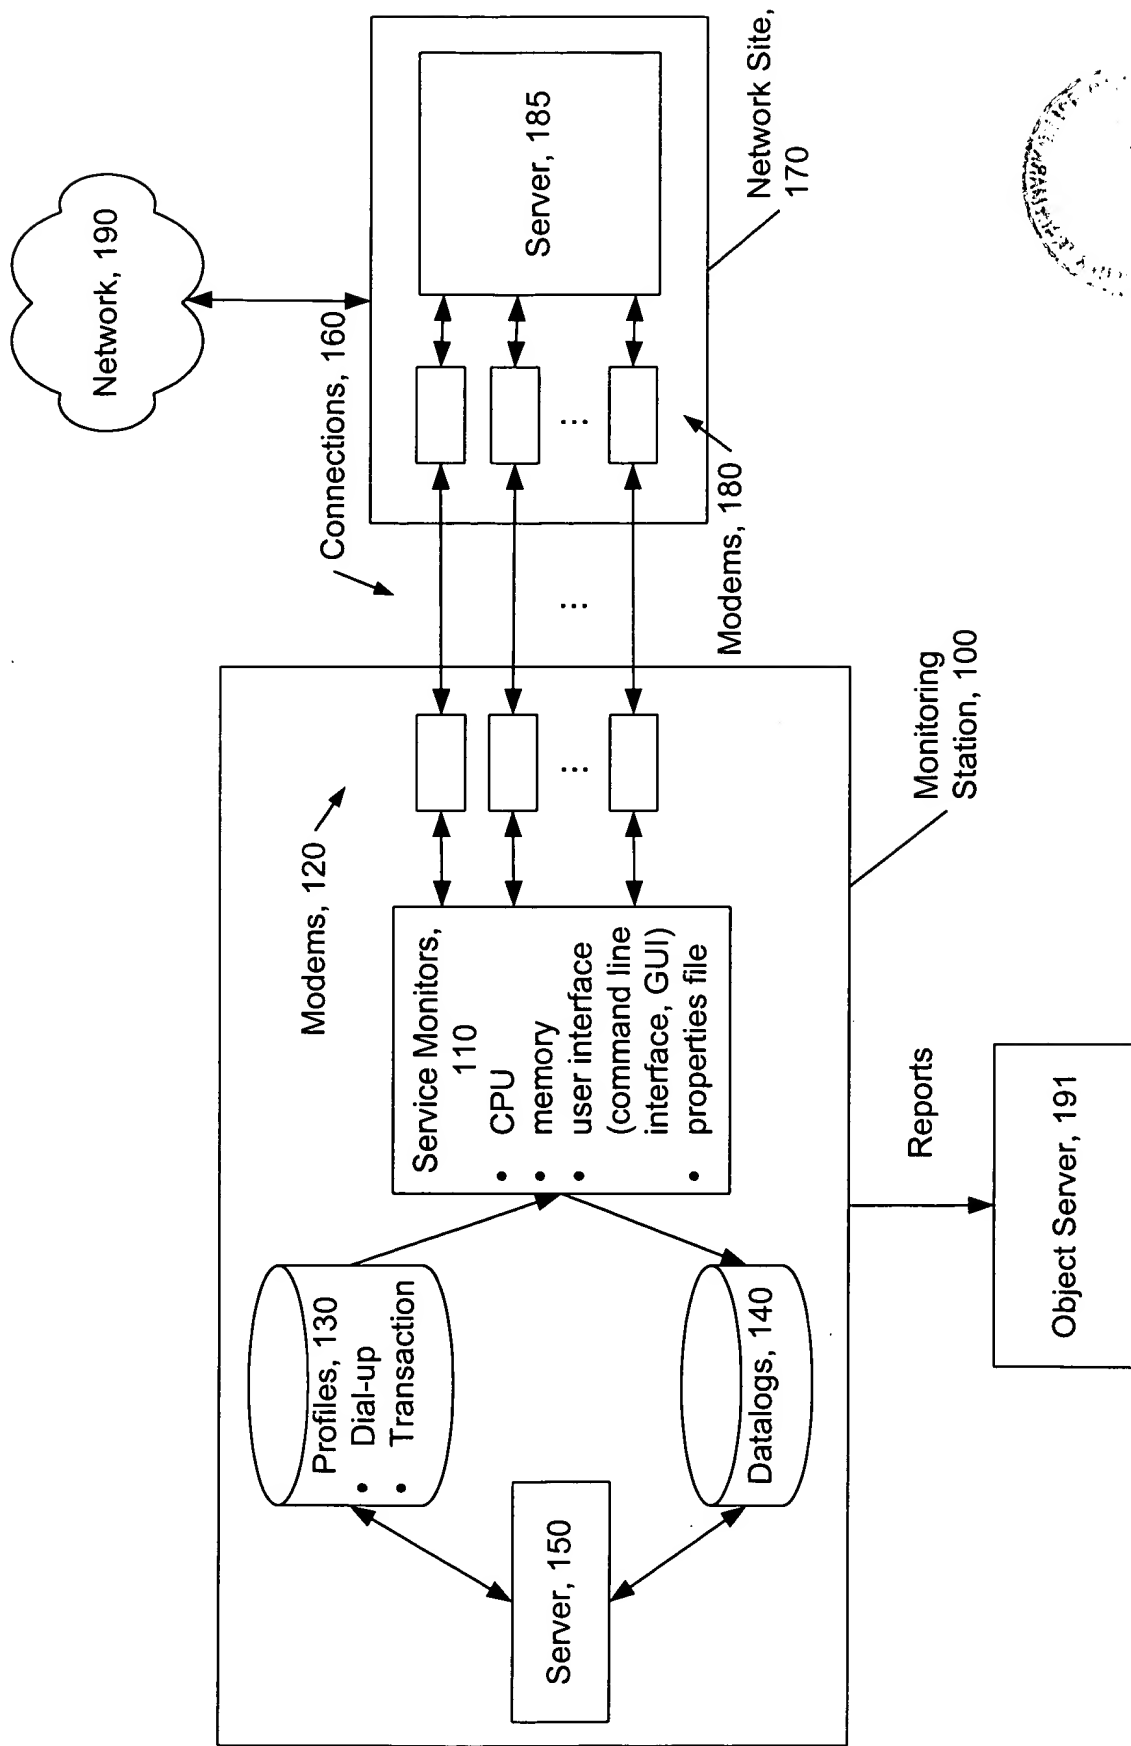 Network, 190
Connections, 160
Server, 185
Network Site,
170
Modems, 180
Modems, 120
Service Monitors,
110
• CPU
• memory
• user interface
(command line
interface, GUI)
• properties file
Profiles, 130
• Dial-up
• Transaction
Server, 150
Datalogs, 140
Monitoring
Station, 100
Reports
Object Server, 191
...
...
...